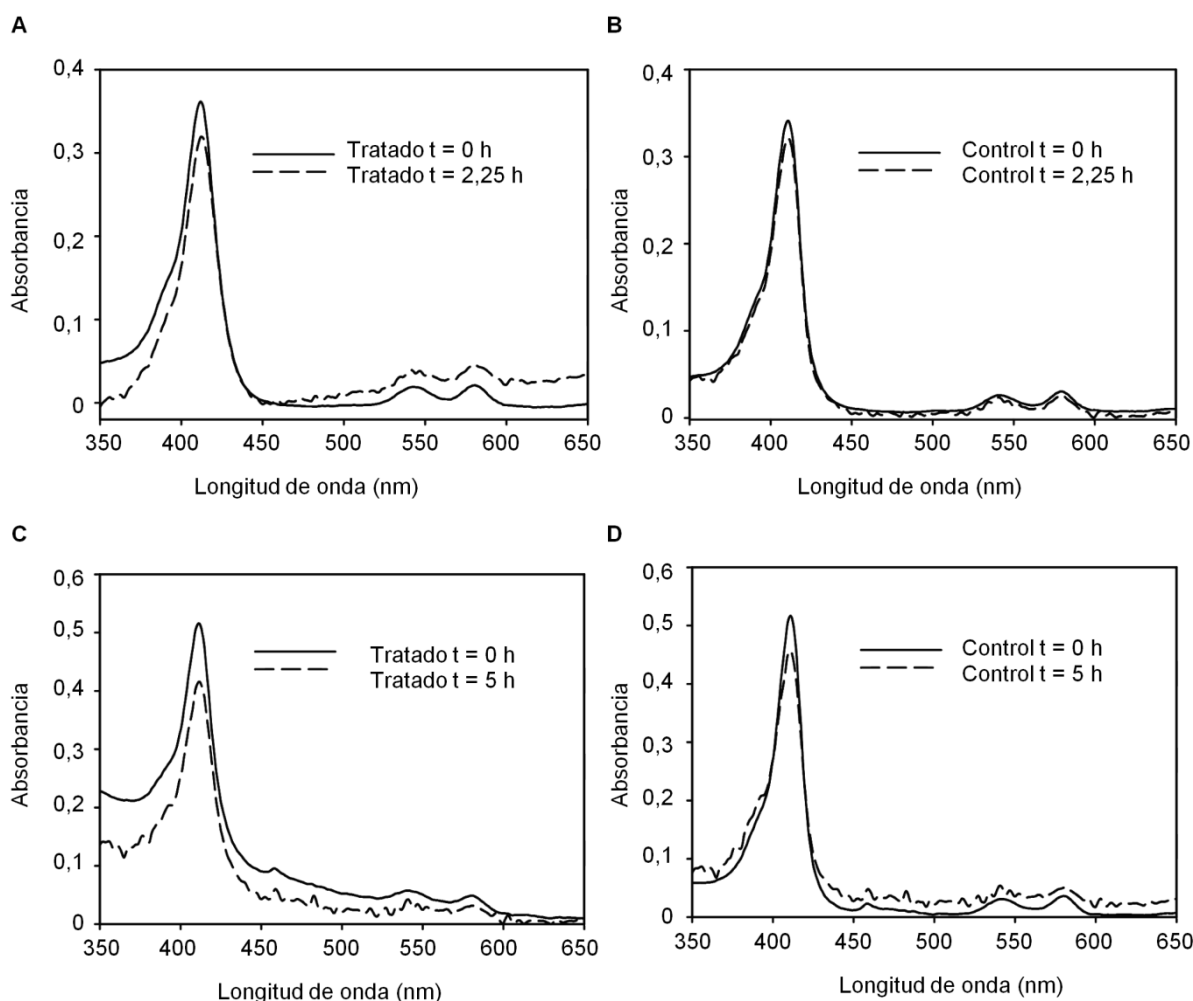 A
Absorbancia
0,4
0,3
0,2
0,1
0
Tratado t = 0 h
Tratado t = 2,25 h
350 400 450 500 550 600 650
Longitud de onda (nm)
B
Absorbancia
0,4
0,3
0,2
0,1
0
Control t = 0 h
Control t = 2,25 h
350 400 450 500 550 600 650
Longitud de onda (nm)
C
Absorbancia
0,6
0,5
0,4
0,3
0,2
0,1
0
Tratado t = 0 h
Tratado t = 5 h
350 400 450 500 550 600 650
Longitud de onda (nm)
D
Absorbancia
0,6
0,5
0,4
0,3
0,2
0,1
0
Control t = 0 h
Control t = 5 h
350 400 450 500 550 600 650
Longitud de onda (nm)